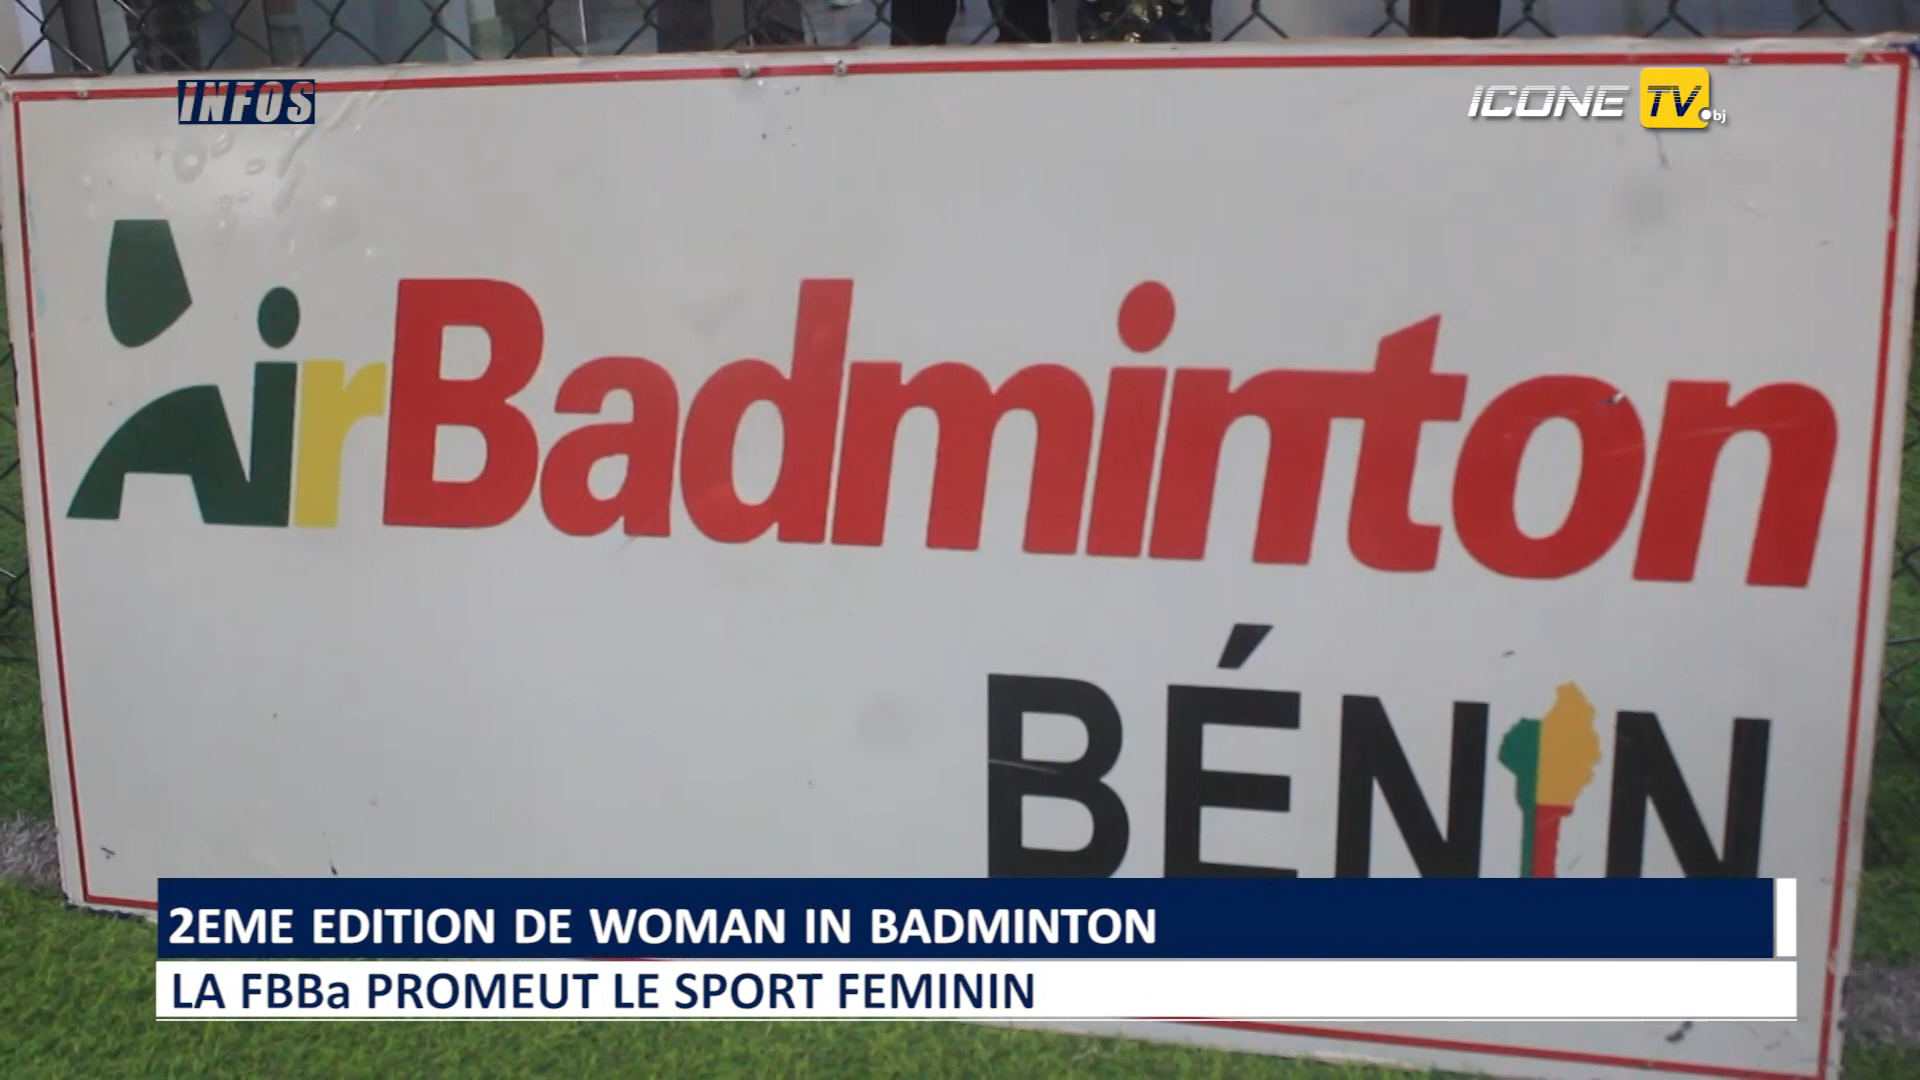 INFOS
ICONE TV.bj
AirBadminton
BÉNIN
2EME EDITION DE WOMAN IN BADMINTON
LA FBBa PROMEUT LE SPORT FEMININ